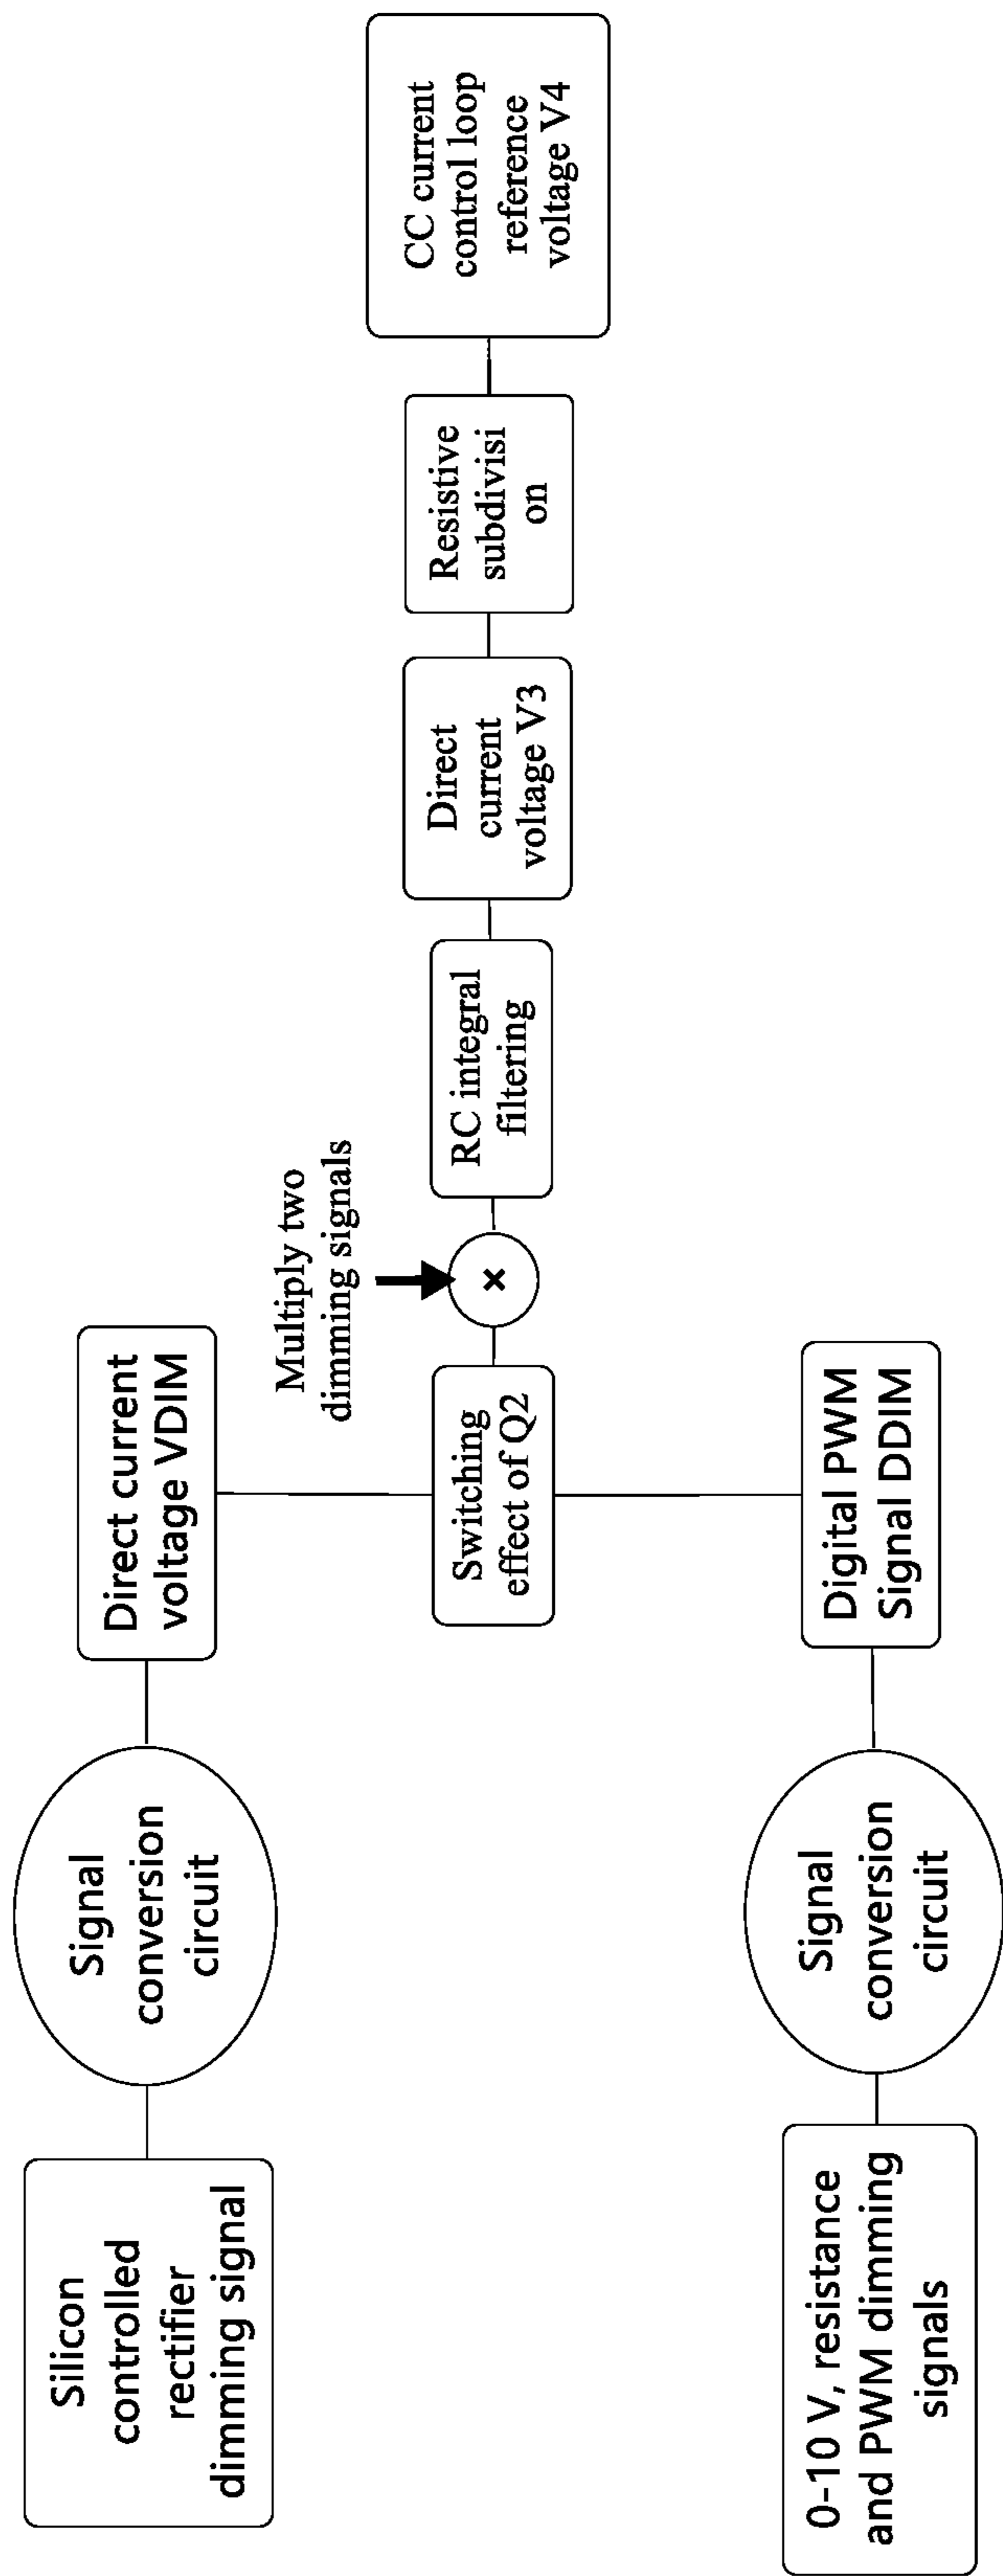 Silicon
controlled
rectifier
dimming signal
Signal
conversion
circuit
Direct current
voltage VDIM
0-10 V, resistance
and PWM dimming
signals
Signal
conversion
circuit
Digital PWM
Signal DDIM
Switching
effect of Q2
Multiply two
dimming signals
×
RC integral
filtering
Direct
current
voltage V3
Resistive
subdivisi
on
CC current
control loop
reference
voltage V4